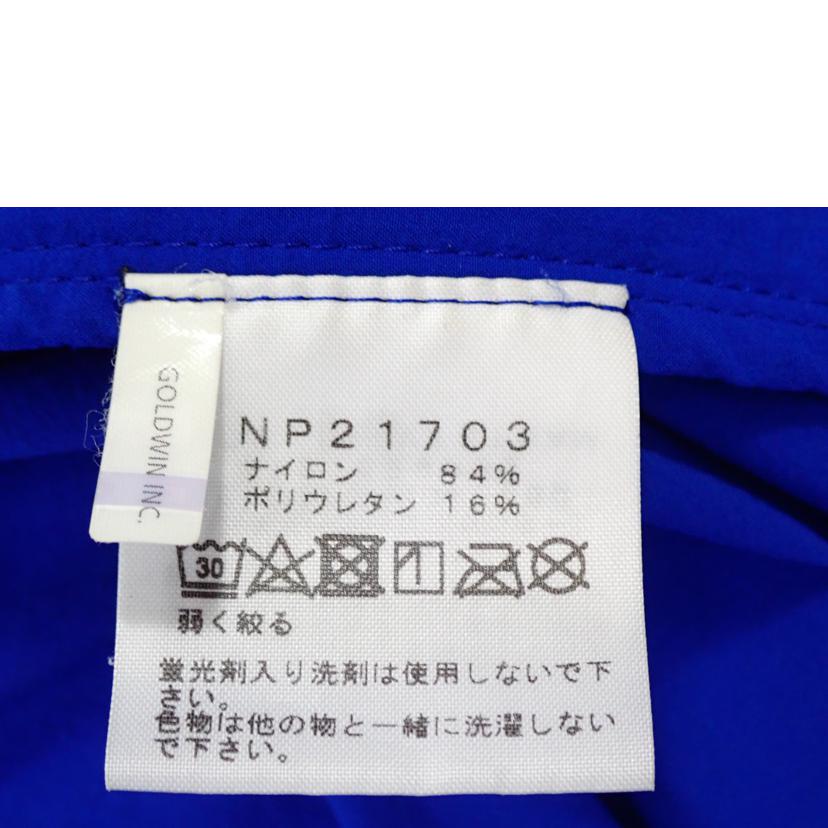 GOLDWIN INC.
NP21703
ナイロン 84%
ポリウレタン 16%
30
弱く絞る
蛍光剤入り洗剤は使用しないで下
さい。
色物は他の物と一緒に洗濯しない
で下さい。